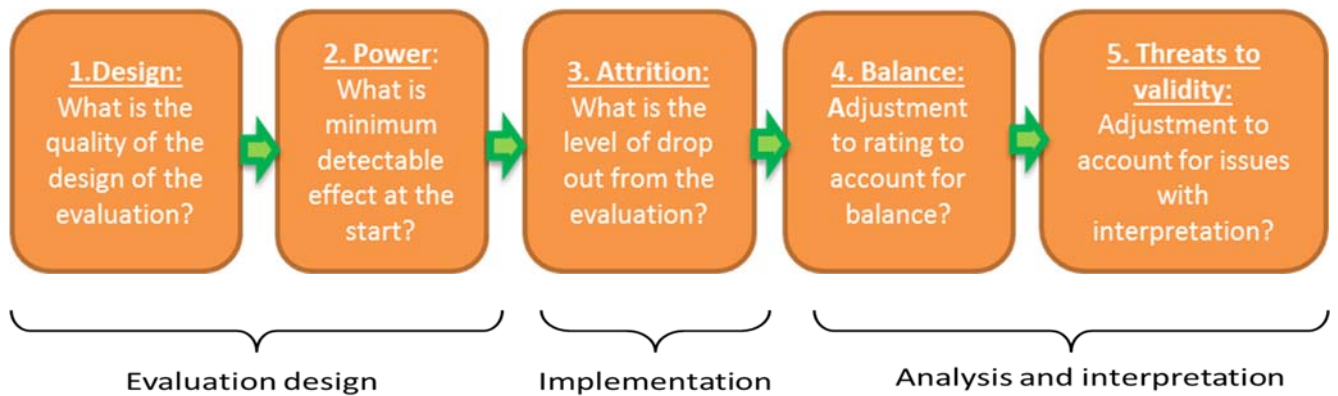 1.Design:
What is the
quality of the
design of the
evaluation?
2. Power:
What is
minimum
detectable
effect at the
start?
3. Attrition:
What is the
level of drop
out from the
evaluation?
4. Balance:
Adjustment
to rating to
account for
balance?
5. Threats to
validity:
Adjustment to
account for issues
with
interpretation?
Evaluation design
Implementation
Analysis and interpretation